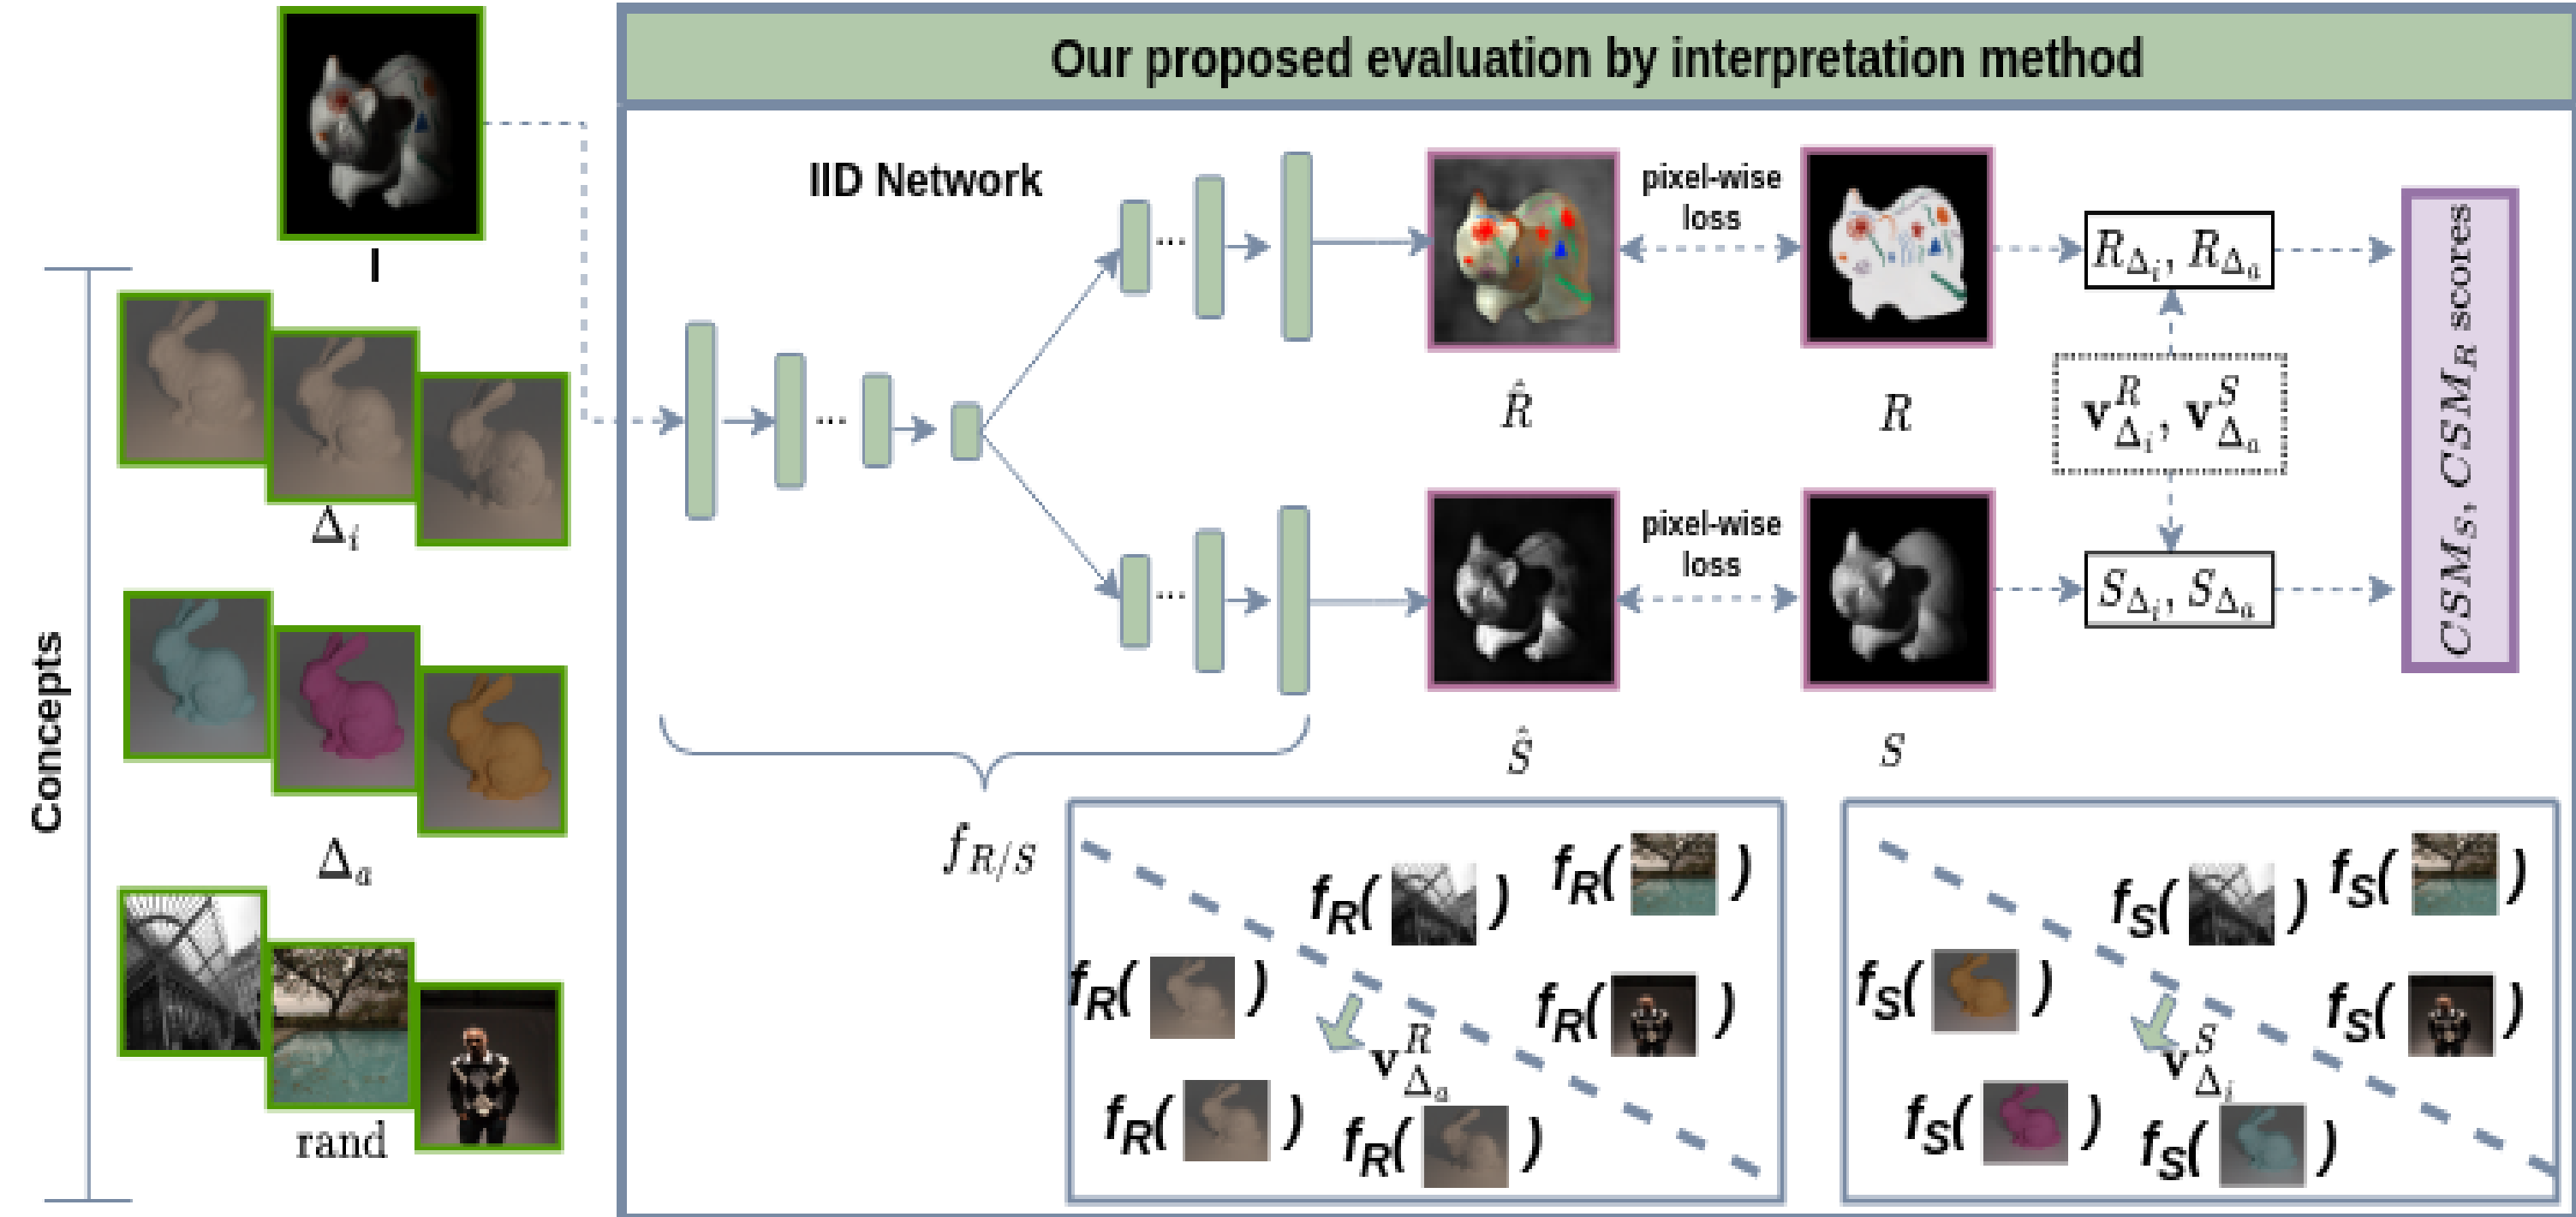 Our proposed evaluation by interpretation method
I
Concepts
Δ_i
Δ_a
rand
IID Network
...
...
...
pixel-wise
loss
R̂
R
R_{Δ_i}, R_{Δ_a}
v^R_{Δ_i}, v^S_{Δ_a}
pixel-wise
loss
Ŝ
S
S_{Δ_i}, S_{Δ_a}
CSM_S, CSM_R scores
f_{R/S}
f_R( )
f_R( )
f_R( )
f_R( )
v^R_{Δ_a}
f_R( )
f_R( )
f_S( )
f_S( )
f_S( )
f_S( )
v^S_{Δ_i}
f_S( )
f_S( )